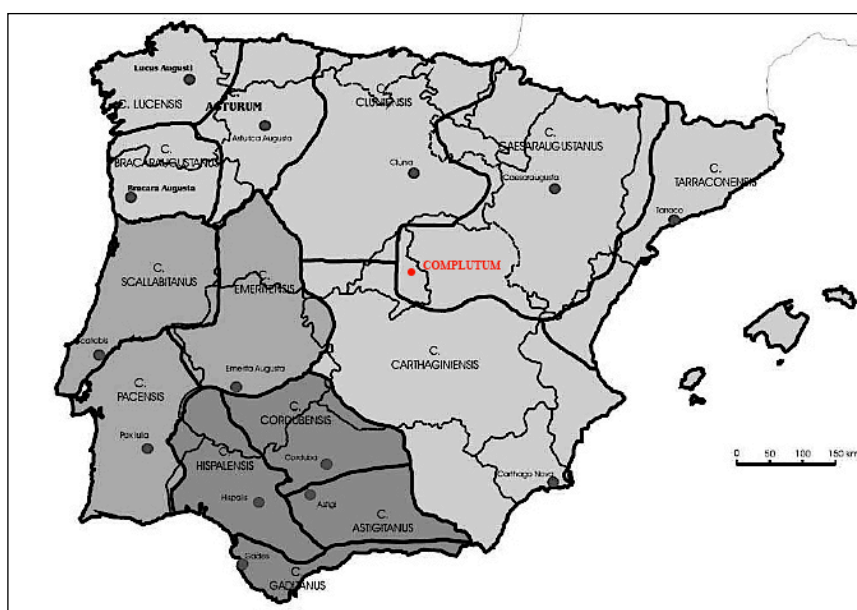 Lucus Augusti
C. LUCENSIS
C.
ASTURUM
Asturica Augusta
C.
CLUNIENSIS
Clunia
C.
CAESARAUGUSTANUS
Caesaraugusta
C.
TARRACONENSIS
Tarraco
C.
BRACARAUGUSTANUS
Bracara Augusta
COMPLUTUM
C.
SCALLABITANUS
Scallabis
C.
EMERITENSIS
Emerita Augusta
C.
CARTHAGINIENSIS
Carthago Nova
C.
PACENSIS
Pax Iulia
C.
CORDUBENSIS
Corduba
C.
HISPALENSIS
Hispalis
Astigi
C.
ASTIGITANUS
Gades
C.
GADITANUS
0 50 100 150 km